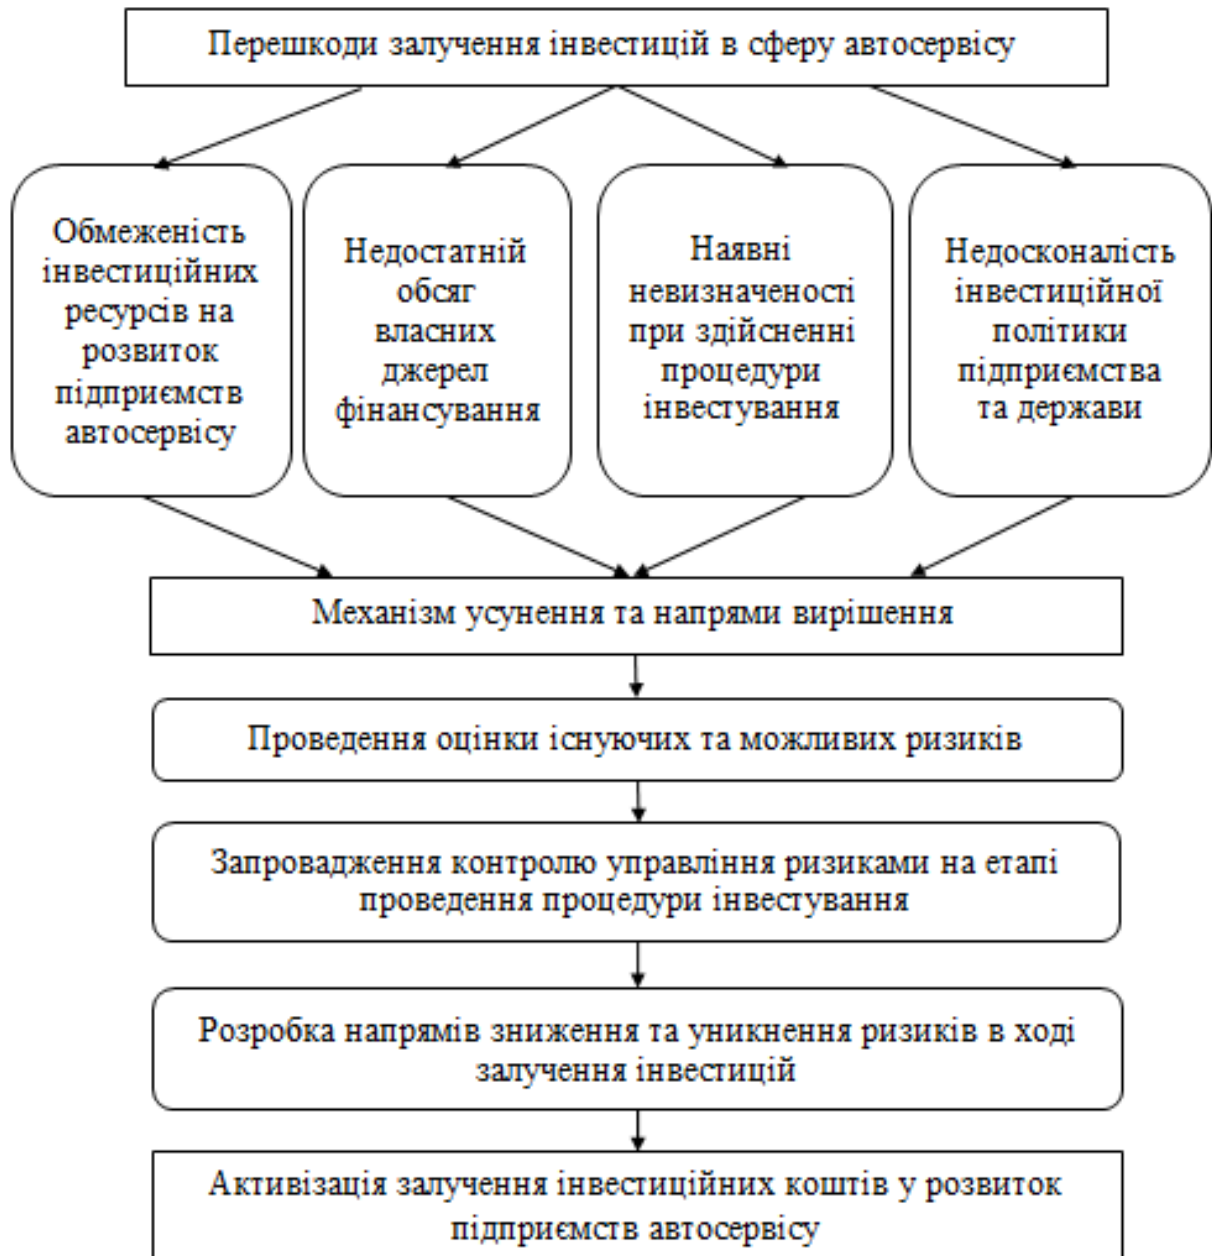 Перешкоди залучення інвестицій в сферу автосервісу
Обмеженість
інвестиційних
ресурсів на
розвиток
підприємств
автосервісу
Недостатній
обсяг
власних
джерел
фінансування
Наявні
невизначеності
при здійсненні
процедури
інвестування
Недосконалість
інвестиційної
політики
підприємства
та держави
Механізм усунення та напрями вирішення
Проведення оцінки існуючих та можливих ризиків
Запровадження контролю управління ризиками на етапі
проведення процедури інвестування
Розробка напрямів зниження та уникнення ризиків в ході
залучення інвестицій
Активізація залучення інвестиційних коштів у розвиток
підприємств автосервісу